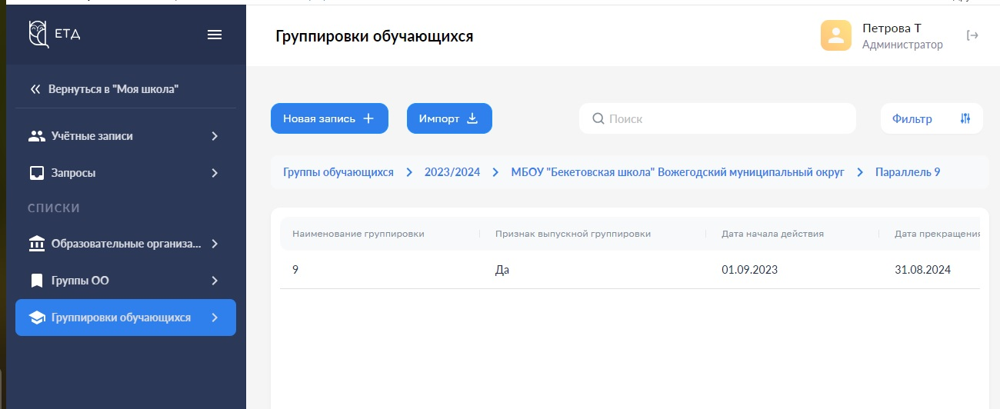 ЕТД
Группировки обучающихся
Петрова Т
Администратор
Вернуться в "Моя школа"
Учётные записи
Запросы
СПИСКИ
Образовательные организа...
Группы ОО
Группировки обучающихся
Новая запись
Импорт
Поиск
Фильтр
Группы обучающихся > 2023/2024 > МБОУ "Бекетовская школа" Вожегодский муниципальный округ > Параллель 9
Наименование группировки Признак выпускной группировки Дата начала действия Дата прекращения
9 Да 01.09.2023 31.08.2024